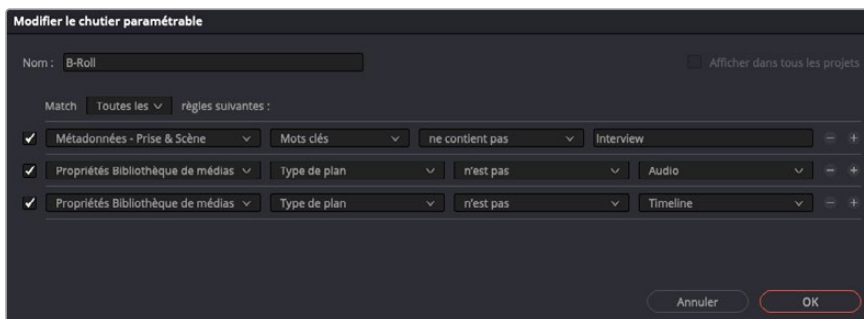 Modifier le chutier paramétrable
Nom : B-Roll Afficher dans tous les projets
Match Toutes les règles suivantes :
Métadonnées - Prise & Scène Mots clés ne contient pas Interview
Propriétés Bibliothèque de médias Type de plan n'est pas Audio
Propriétés Bibliothèque de médias Type de plan n'est pas Timeline
Annuler OK